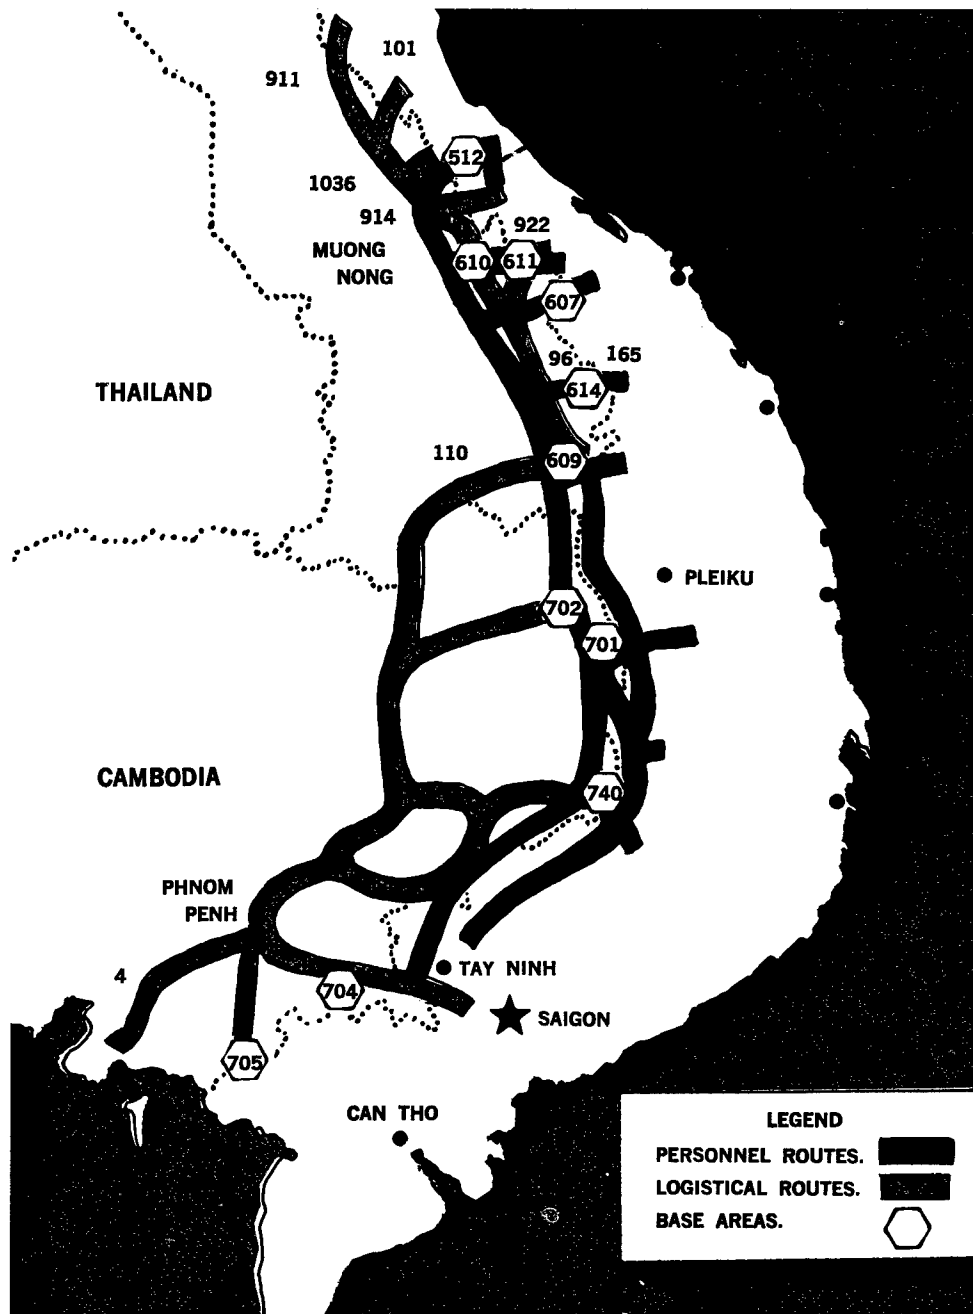 101
911
512
1036
914
922
MUONG
NONG
610
611
607
96
165
THAILAND
614
110
609
PLEIKU
702
701
CAMBODIA
740
PHNOM
PENH
TAY NINH
4
704
SAIGON
705
CAN THO
LEGEND
PERSONNEL ROUTES.
LOGISTICAL ROUTES.
BASE AREAS.